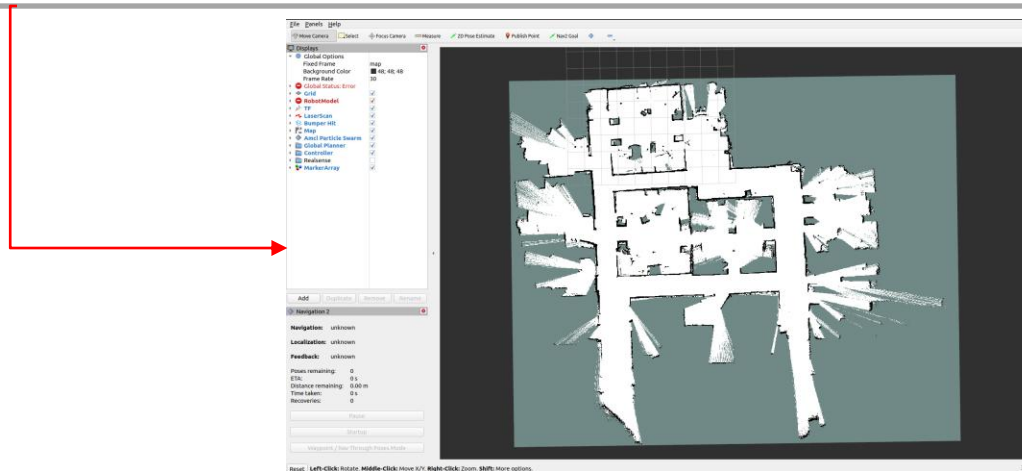 File Panels Help
Move Camera Select Focus Camera Measure 2D Pose Estimate Publish Point Nav2 Goal
Displays
Global Options
Fixed Frame map
Background Color 48; 48; 48
Frame Rate 30
Global Status: Error
Grid
RobotModel
TF
LaserScan
Bumper Hit
Map
Amcl Particle Swarm
Global Planner
Controller
Realsense
MarkerArray
Add Duplicate Remove Rename
Navigation 2
Navigation: unknown
Localization: unknown
Feedback: unknown
Poses remaining: 0
ETA: 0 s
Distance remaining: 0.00 m
Time taken: 0 s
Recoveries: 0
Pause
Startup
Waypoint / Nav Through Poses Mode
Reset Left-Click: Rotate. Middle-Click: Move X/Y. Right-Click: Zoom. Shift: More options.